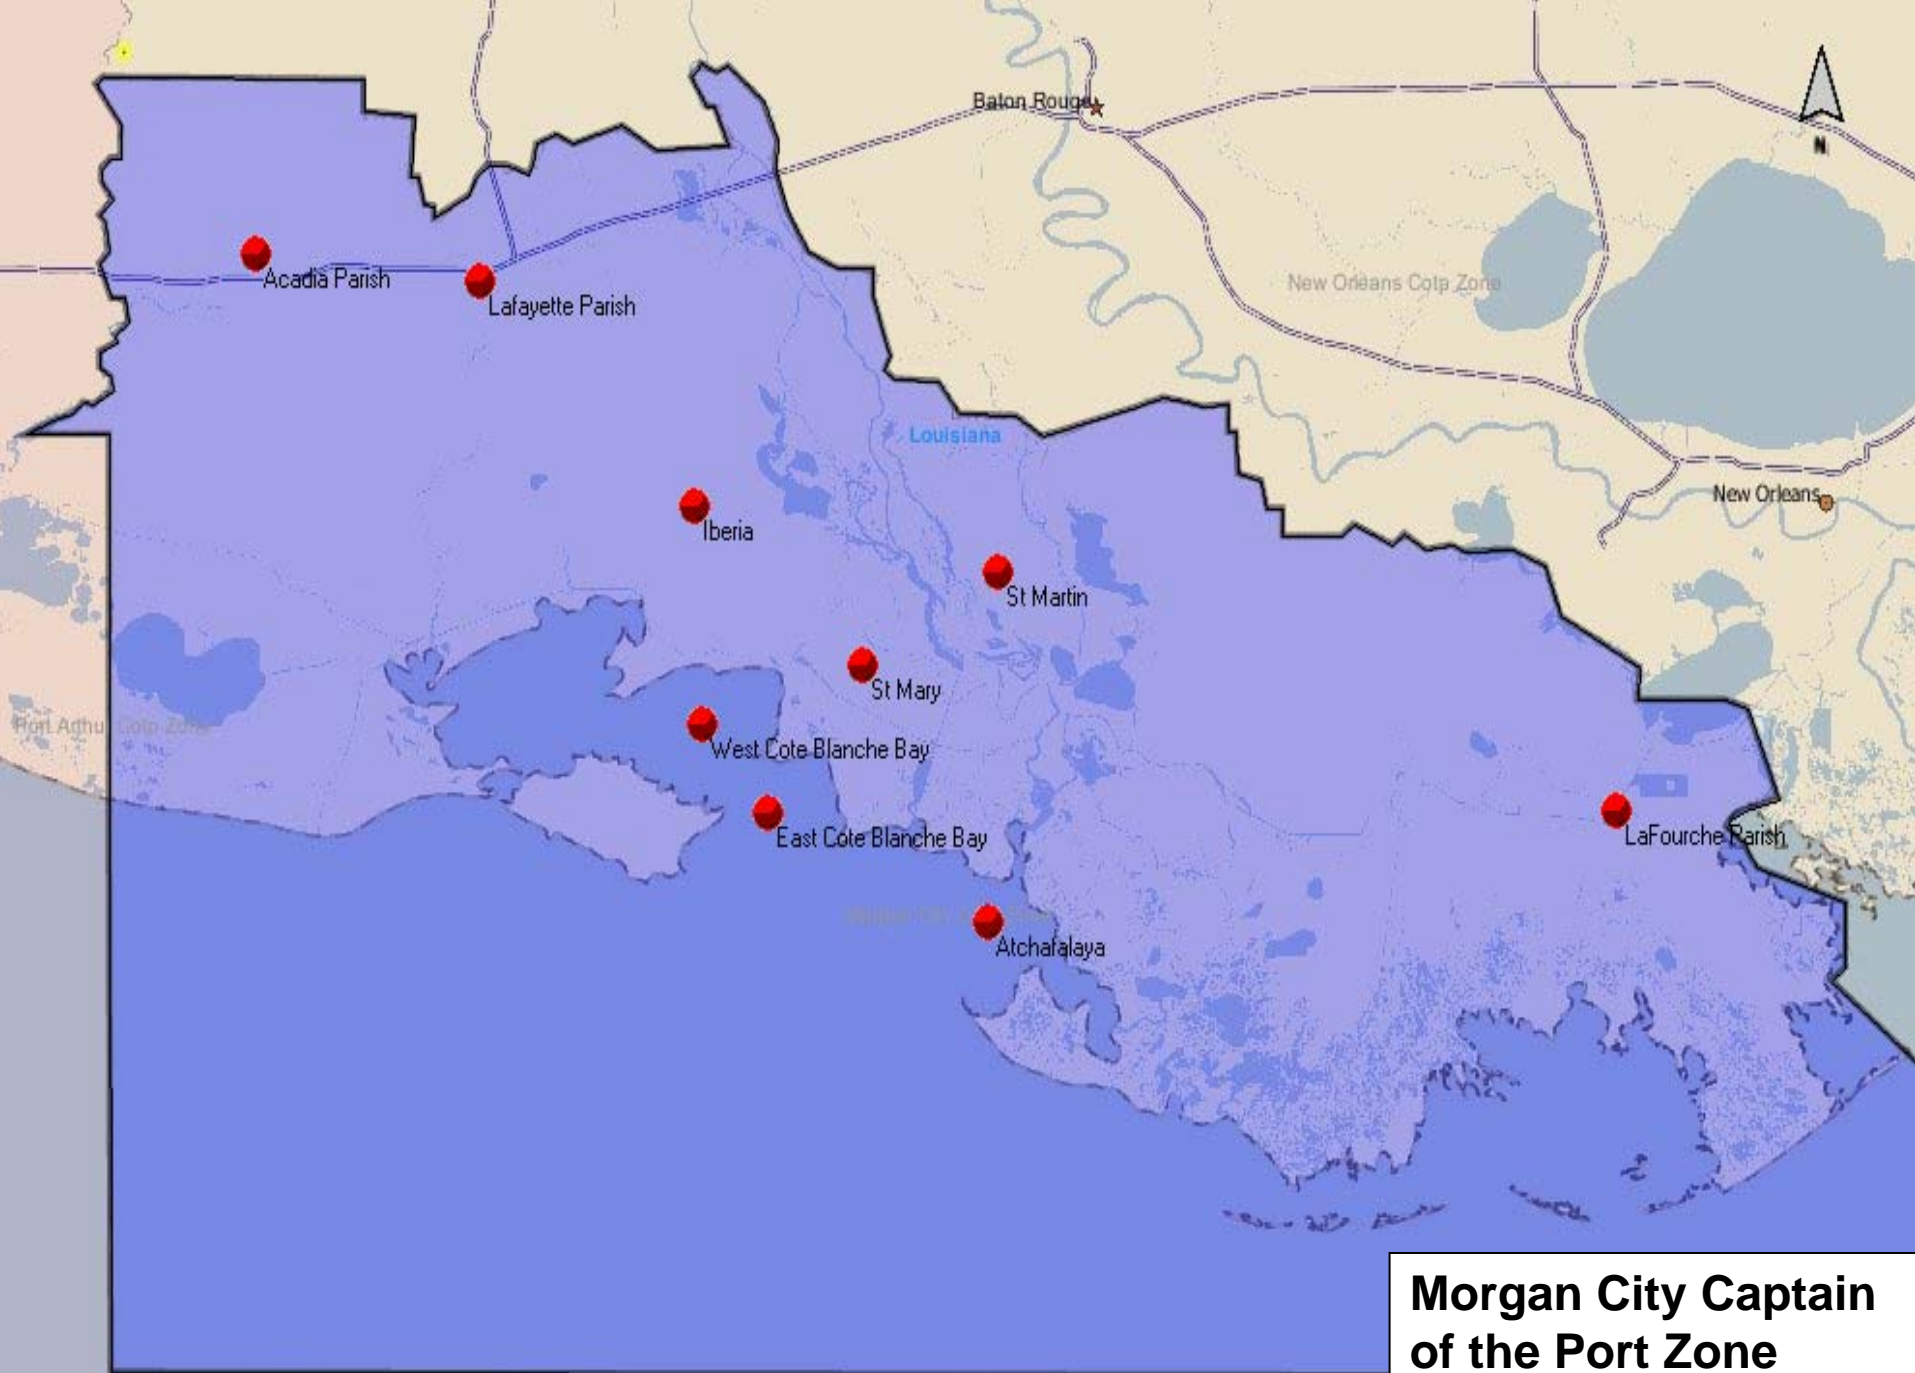 Baton Rouge
N
Acadia Parish
New Orleans Cotp Zone
Lafayette Parish
Louisiana
New Orleans
Iberia
St Martin
St Mary
Port Arthur Cotp Zone
West Cote Blanche Bay
East Cote Blanche Bay
LaFourche Parish
Atchafalaya
Morgan City Captain
of the Port Zone